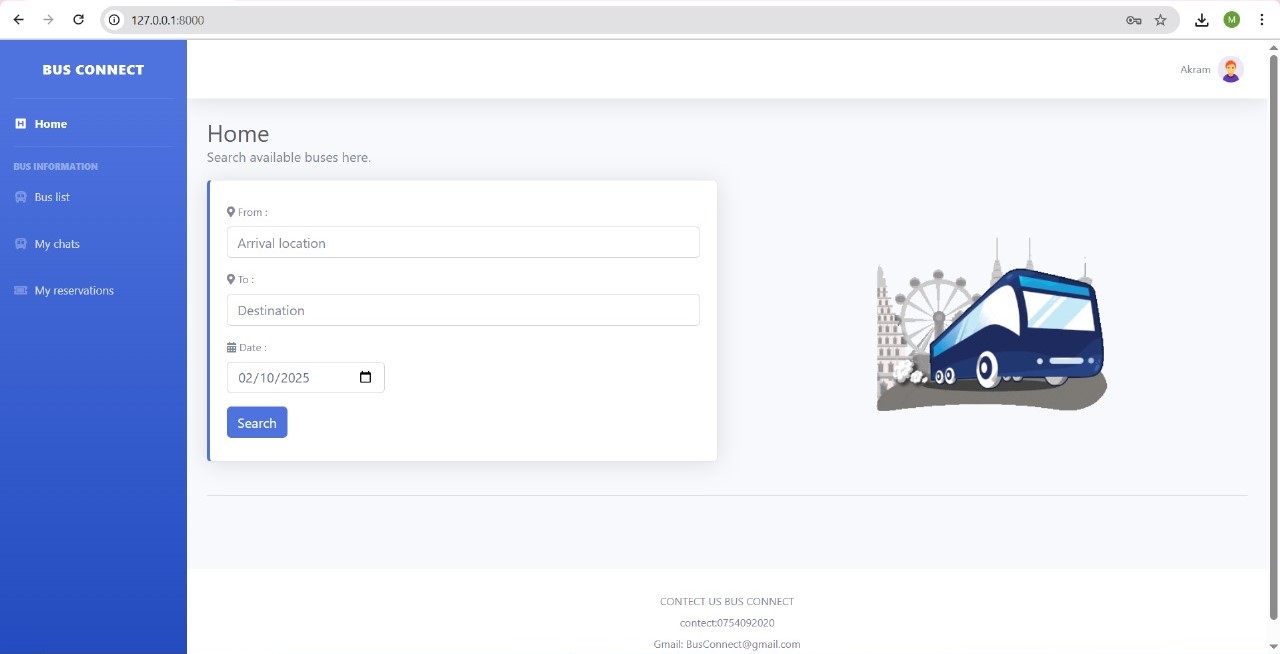 127.0.0.1:8000
M
BUS CONNECT
Akram
Home
BUS INFORMATION
Bus list
My chats
My reservations
Home
Search available buses here.
From :
Arrival location
To :
Destination
Date :
02/10/2025
Search
CONTECT US BUS CONNECT
contect:0754092020
Gmail: BusConnect@gmail.com